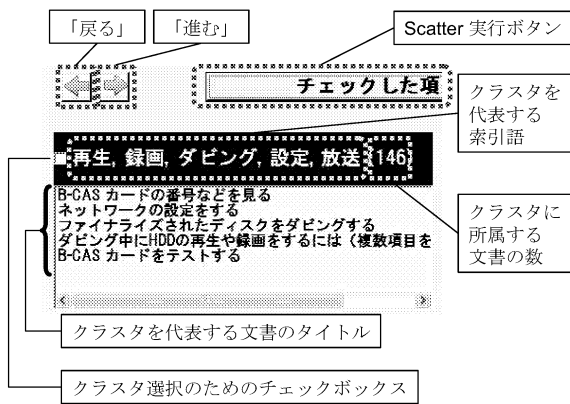 「戻る」
「進む」
Scatter 実行ボタン
チェックした項
クラスタを
代表する
索引語
再生, 録画, ダビング, 設定, 放送 (146)
B-CAS カードの番号などを見る
ネットワークの設定をする
ファイナライズされたディスクをダビングする
ダビング中にHDDの再生や録画をするには (複数項目を
B-CAS カードをテストする
クラスタに
所属する
文書の数
クラスタを代表する文書のタイトル
クラスタ選択のためのチェックボックス